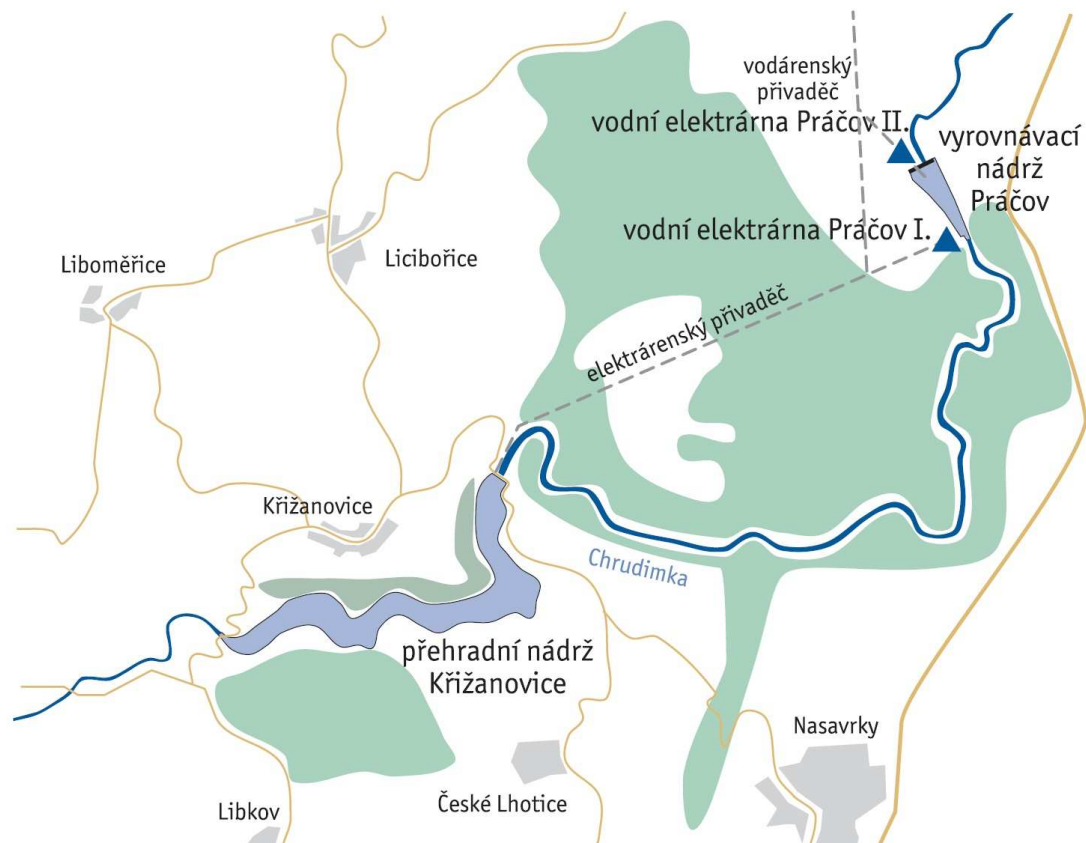 vodárenský
přivaděč
vodní elektrárna Práčov II.
vyrovnávací
nádrž
Práčov
vodní elektrárna Práčov I.
Licibořice
Liboměřice
elektrárenský přivaděč
Křižanovice
Chrudimka
přehradní nádrž
Křižanovice
Nasavrky
České Lhotice
Libkov